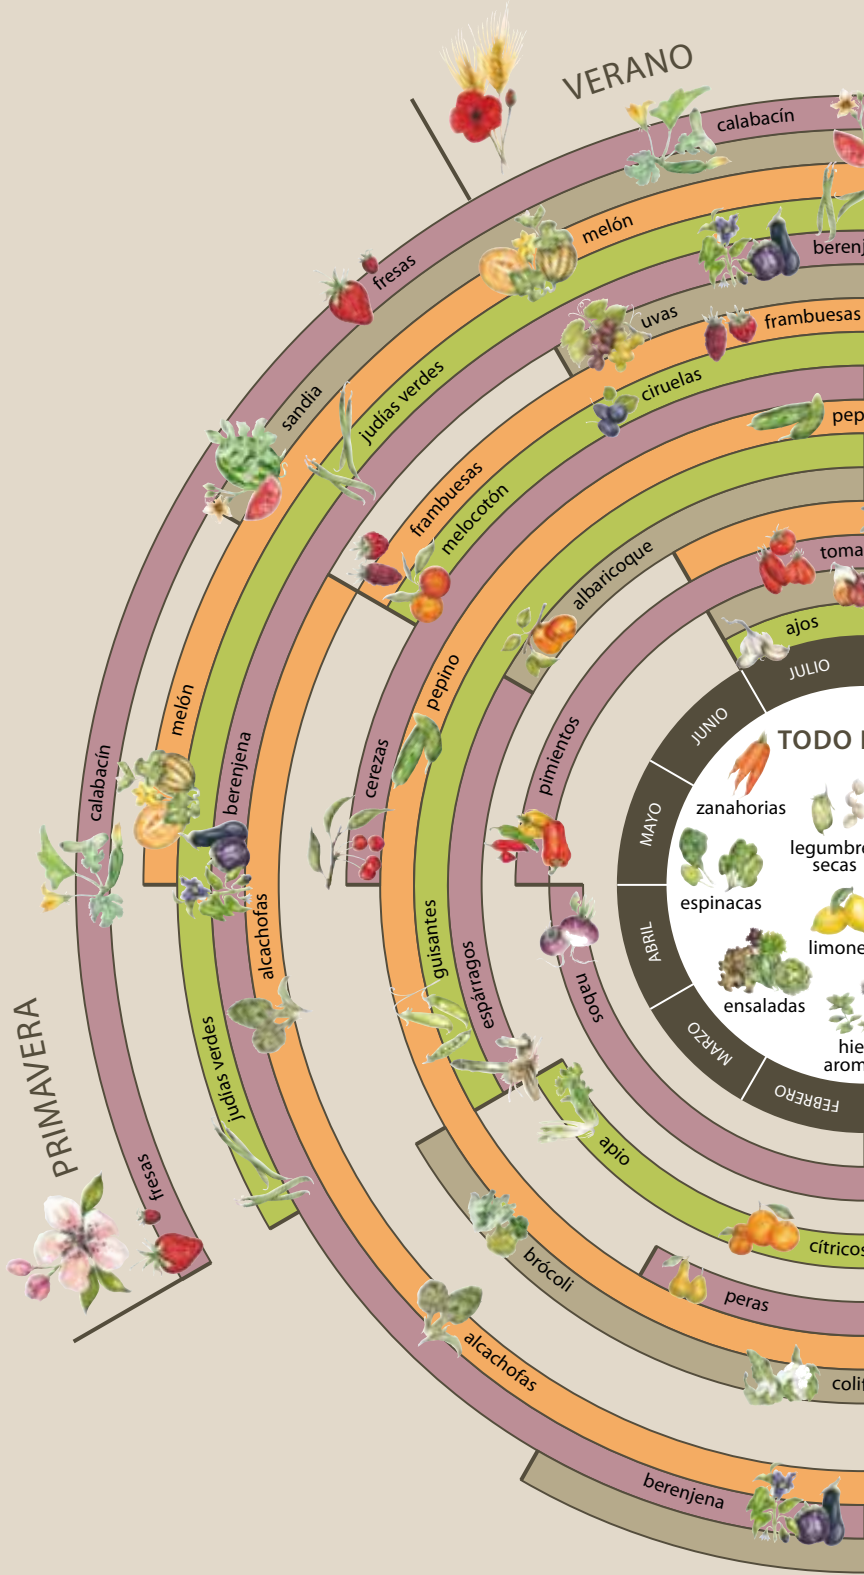 VERANO
calabacín
fresas
melón
berenj
sandia
judías verdes
uvas
frambuesas
ciruelas
pep
frambuesas
melocotón
albaricoque
toma
ajos
JULIO
JUNIO
MAYO
ABRIL
MARZO
FEBRERO
TODO
zanahorias
legumbre
secas
espinacas
limone
ensaladas
hie
arom
melón
calabacín
berenjena
pepino
cerezas
pimientos
alcachofas
guisantes
espárragos
nabos
judías verdes
PRIMAVERA
fresas
apio
cítricos
brócoli
peras
alcachofas
colif
berenjena